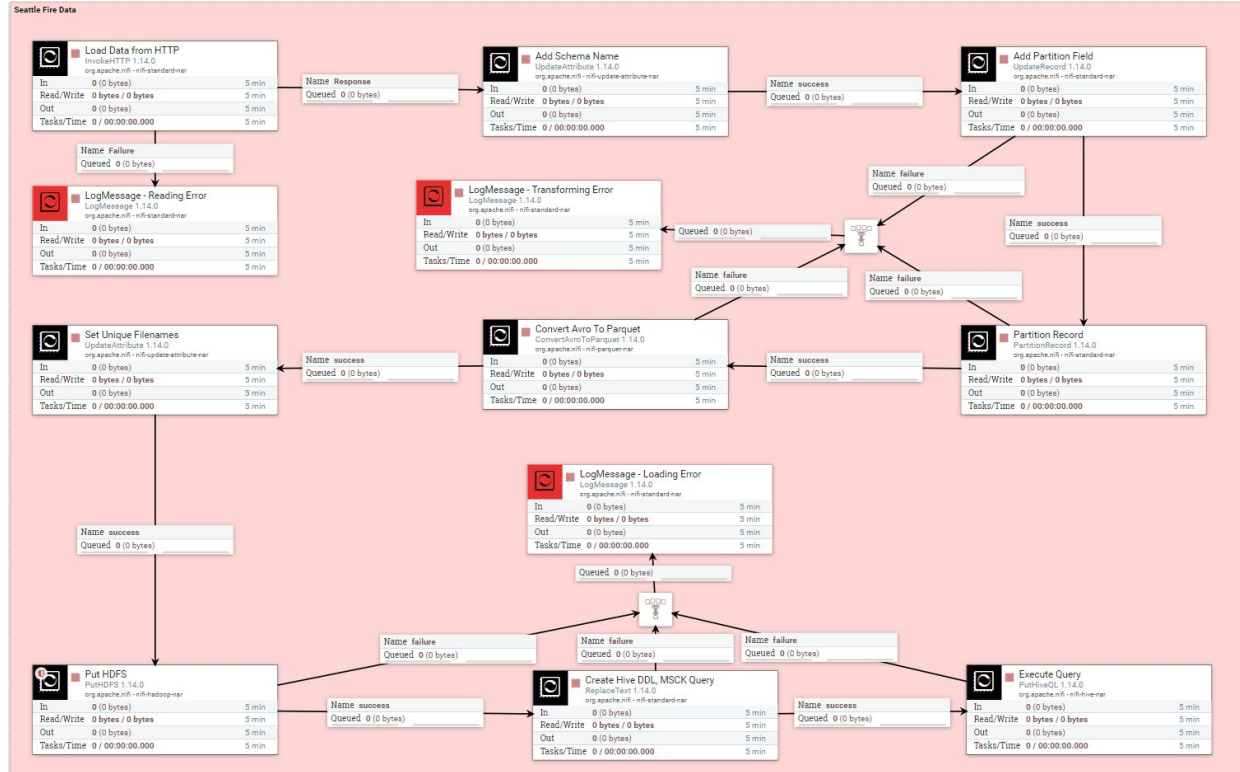 Seattle Fire Data
Load Data from HTTP
InvokeHTTP 1.14.0
org.apache.nifi - nifi-standard-nar
In 0 (0 bytes) 5 min
Read/Write 0 bytes / 0 bytes 5 min
Out 0 (0 bytes) 5 min
Tasks/Time 0 / 00:00:00.000 5 min
Name Response
Queued 0 (0 bytes)
Add Schema Name
UpdateAttribute 1.14.0
org.apache.nifi - nifi-update-attribute-nar
In 0 (0 bytes) 5 min
Read/Write 0 bytes / 0 bytes 5 min
Out 0 (0 bytes) 5 min
Tasks/Time 0 / 00:00:00.000 5 min
Name success
Queued 0 (0 bytes)
Add Partition Field
UpdateRecord 1.14.0
org.apache.nifi - nifi-standard-nar
In 0 (0 bytes) 5 min
Read/Write 0 bytes / 0 bytes 5 min
Out 0 (0 bytes) 5 min
Tasks/Time 0 / 00:00:00.000 5 min
Name Failure
Queued 0 (0 bytes)
LogMessage - Reading Error
LogMessage 1.14.0
org.apache.nifi - nifi-standard-nar
In 0 (0 bytes) 5 min
Read/Write 0 bytes / 0 bytes 5 min
Out 0 (0 bytes) 5 min
Tasks/Time 0 / 00:00:00.000 5 min
LogMessage - Transforming Error
LogMessage 1.14.0
org.apache.nifi - nifi-standard-nar
In 0 (0 bytes) 5 min
Read/Write 0 bytes / 0 bytes 5 min
Out 0 (0 bytes) 5 min
Tasks/Time 0 / 00:00:00.000 5 min
Queued 0 (0 bytes)
Name failure
Queued 0 (0 bytes)
Name success
Queued 0 (0 bytes)
Name failure
Queued 0 (0 bytes)
Name failure
Queued 0 (0 bytes)
Set Unique Filenames
UpdateAttribute 1.14.0
org.apache.nifi - nifi-update-attribute-nar
In 0 (0 bytes) 5 min
Read/Write 0 bytes / 0 bytes 5 min
Out 0 (0 bytes) 5 min
Tasks/Time 0 / 00:00:00.000 5 min
Name success
Queued 0 (0 bytes)
Convert Avro To Parquet
ConvertAvroToParquet 1.14.0
org.apache.nifi - nifi-parquet-nar
In 0 (0 bytes) 5 min
Read/Write 0 bytes / 0 bytes 5 min
Out 0 (0 bytes) 5 min
Tasks/Time 0 / 00:00:00.000 5 min
Name success
Queued 0 (0 bytes)
Partition Record
PartitionRecord 1.14.0
org.apache.nifi - nifi-standard-nar
In 0 (0 bytes) 5 min
Read/Write 0 bytes / 0 bytes 5 min
Out 0 (0 bytes) 5 min
Tasks/Time 0 / 00:00:00.000 5 min
LogMessage - Loading Error
LogMessage 1.14.0
org.apache.nifi - nifi-standard-nar
In 0 (0 bytes) 5 min
Read/Write 0 bytes / 0 bytes 5 min
Out 0 (0 bytes) 5 min
Tasks/Time 0 / 00:00:00.000 5 min
Name success
Queued 0 (0 bytes)
Queued 0 (0 bytes)
Name failure
Queued 0 (0 bytes)
Name failure
Queued 0 (0 bytes)
Name failure
Queued 0 (0 bytes)
Put HDFS
PutHDFS 1.14.0
org.apache.nifi - nifi-hadoop-nar
In 0 (0 bytes) 5 min
Read/Write 0 bytes / 0 bytes 5 min
Out 0 (0 bytes) 5 min
Tasks/Time 0 / 00:00:00.000 5 min
Name success
Queued 0 (0 bytes)
Create Hive DDL, MSCK Query
ReplaceText 1.14.0
org.apache.nifi - nifi-standard-nar
In 0 (0 bytes) 5 min
Read/Write 0 bytes / 0 bytes 5 min
Out 0 (0 bytes) 5 min
Tasks/Time 0 / 00:00:00.000 5 min
Name success
Queued 0 (0 bytes)
Execute Query
PutHiveQL 1.14.0
org.apache.nifi - nifi-hive-nar
In 0 (0 bytes) 5 min
Read/Write 0 bytes / 0 bytes 5 min
Out 0 (0 bytes) 5 min
Tasks/Time 0 / 00:00:00.000 5 min